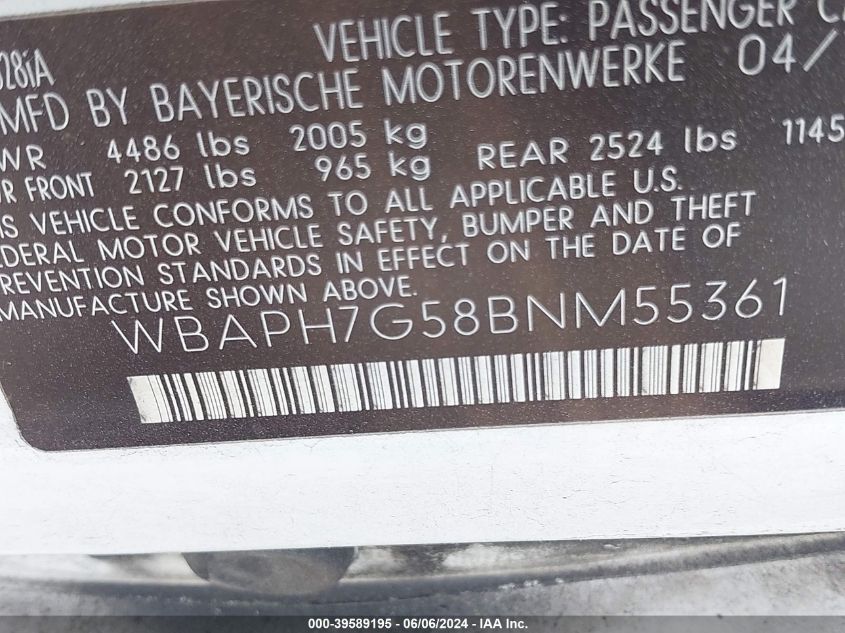 328iA VEHICLE TYPE: PASSENGER
MFD BY BAYERISCHE MOTORENWERKE 04/
WR 4486 lbs 2005 kg
R FRONT 2127 lbs 965 kg REAR 2524 lbs 1145
IS VEHICLE CONFORMS TO ALL APPLICABLE U.S.
DERAL MOTOR VEHICLE SAFETY, BUMPER AND THEFT
REVENTION STANDARDS IN EFFECT ON THE DATE OF
MANUFACTURE SHOWN ABOVE.
WBAPH7G58BNM55361
000-39589195 - 06/06/2024 - © IAA Inc.